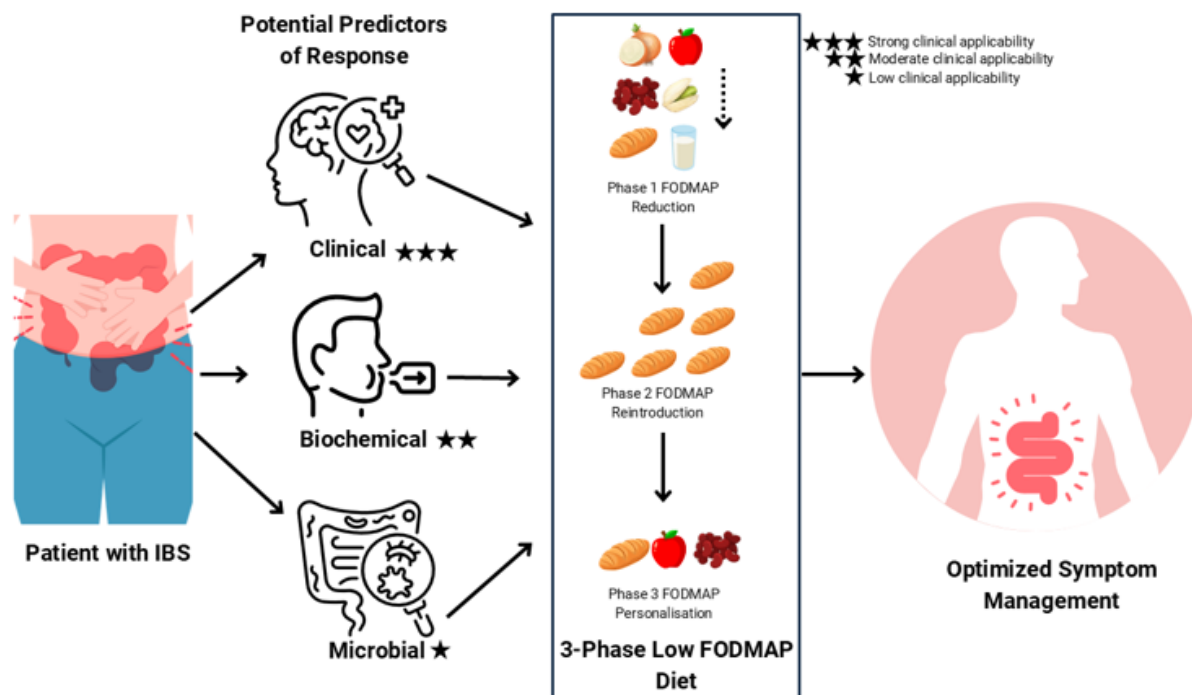 Potential Predictors
of Response
Clinical ★★★
Biochemical ★★
Microbial ★
Patient with IBS
Phase 1 FODMAP
Reduction
Phase 2 FODMAP
Reintroduction
Phase 3 FODMAP
Personalisation
3-Phase Low FODMAP
Diet
★★★ Strong clinical applicability
★★ Moderate clinical applicability
★ Low clinical applicability
Optimized Symptom
Management